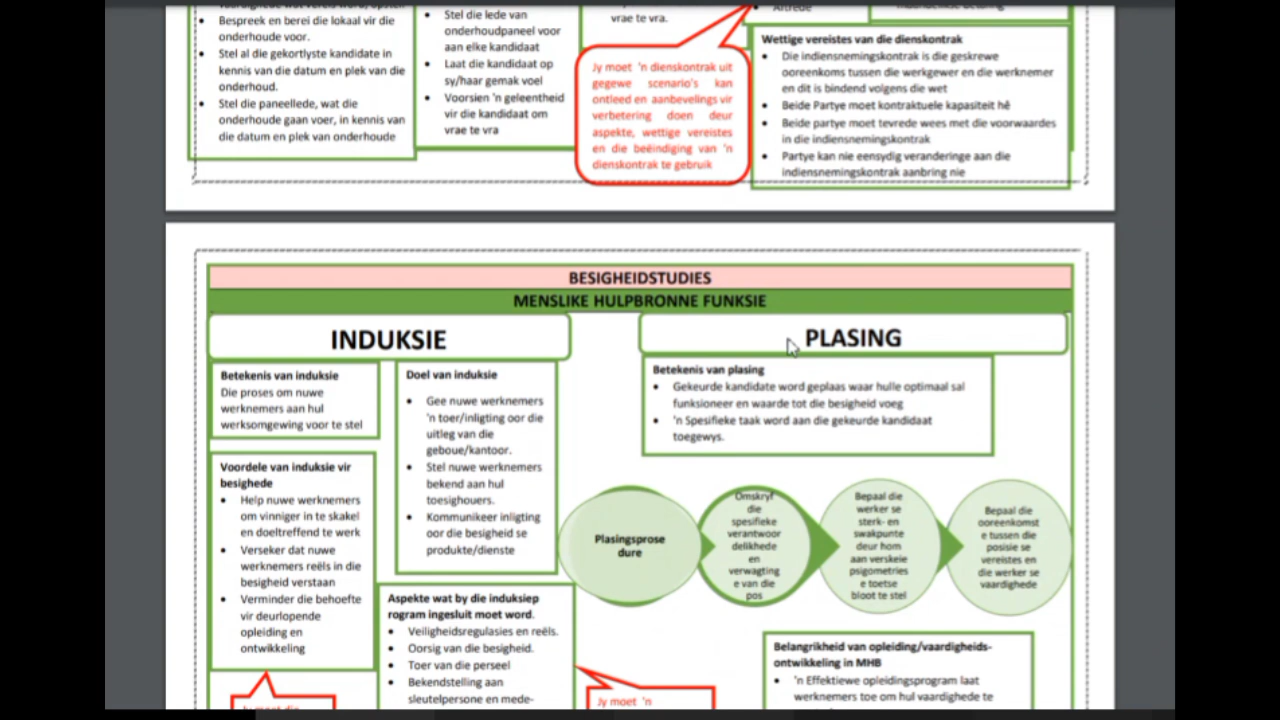 Bespreek en berei die lokaal vir die
onderhoude voor.
Stel al die gekortlyste kandidate in
kennis van die datum en plek van die
onderhoud.
Stel die paneellede, wat die
onderhoude gaan voer, in kennis van
die datum en plek van onderhoude
Stel die lede van
onderhoudpaneel voor
aan elke kandidaat
Laat die kandidaat op
sy/haar gemak voel
Voorsien 'n geleentheid
vir die kandidaat om
vrae te vra
vrae te vra.
Jy moet 'n dienskontrak uit
gegewe scenario's kan
ontleed en aanbevelings vir
verbetering doen deur
aspekte, wettige vereistes
en die beëindiging van 'n
dienskontrak te gebruik
Wettige vereistes van die dienskontrak
Die indiensnemingskontrak is die geskrewe
ooreenkoms tussen die werkgewer en die werknemer
en dit is bindend volgens die wet
Beide Partye moet kontraktuele kapasiteit hê
Beide partye moet tevrede wees met die voorwaardes
in die indiensnemingskontrak
Partye kan nie eensydig veranderinge aan die
indiensnemingskontrak aanbring nie
BESIGHEIDSTUDIES
MENSLIKE HULPBRONNE FUNKSIE
INDUKSIE
Betekenis van induksie
Die proses om nuwe
werknemers aan hul
werksomgewing voor te stel
Voordele van induksie vir
besighede
Help nuwe werknemers
om vinniger in te skakel
en doeltreffend te werk
Verseker dat nuwe
werknemers reëls in die
besigheid verstaan
Verminder die behoefte
vir deurlopende
opleiding en
ontwikkeling
Doel van induksie
Gee nuwe werknemers
'n toer/inligting oor die
uitleg van die
geboue/kantoor.
Stel nuwe werknemers
bekend aan hul
toesighouers.
Kommunikeer inligting
oor die besigheid se
produkte/dienste
Aspekte wat by die induksiep
rogram ingesluit moet word.
Veiligheidsregulasies en reëls.
Oorsig van die besigheid.
Toer van die perseel
Bekendstelling aan
sleutelpersone en mede-
Jy moet 'n
PLASING
Betekenis van plasing
Gekeurde kandidate word geplaas waar hulle optimaal sal
funksioneer en waarde tot die besigheid voeg
'n Spesifieke taak word aan die gekeurde kandidaat
toegewys.
Plasingsprose
dure
Omskryf
die
spesifieke
verantwoor
delikhede
en
verwagting
e van die
pos
Bepaal die
werker se
sterk- en
swakpunte
deur hom
aan verskeie
psigometries
e toetse
bloot te stel
Bepaal die
ooreenkomst
e tussen die
posisie se
vereistes en
die werker se
vaardighede
Belangrikheid van opleiding/vaardigheids-
ontwikkeling in MHB
'n Effektiewe opleidingsprogram laat
werknemers toe om hul vaardighede te